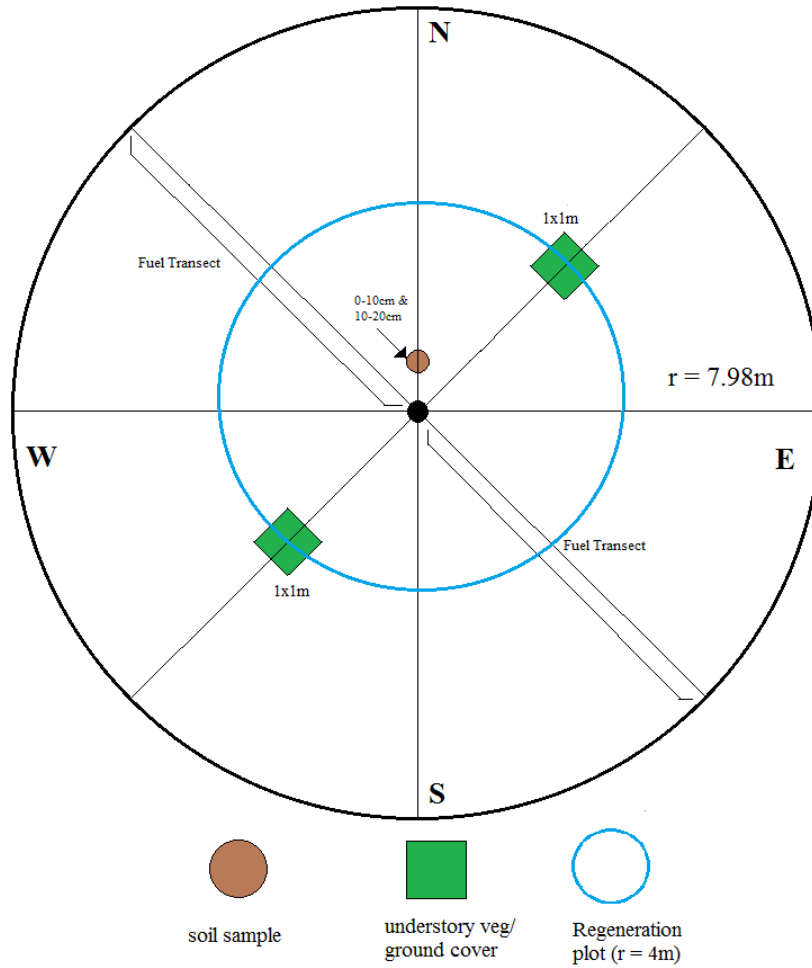 N
1x1m
Fuel Transect
0-10cm &
10-20cm
r = 7.98m
W
E
Fuel Transect
1x1m
S
soil sample
understory veg/
ground cover
Regeneration
plot (r = 4m)